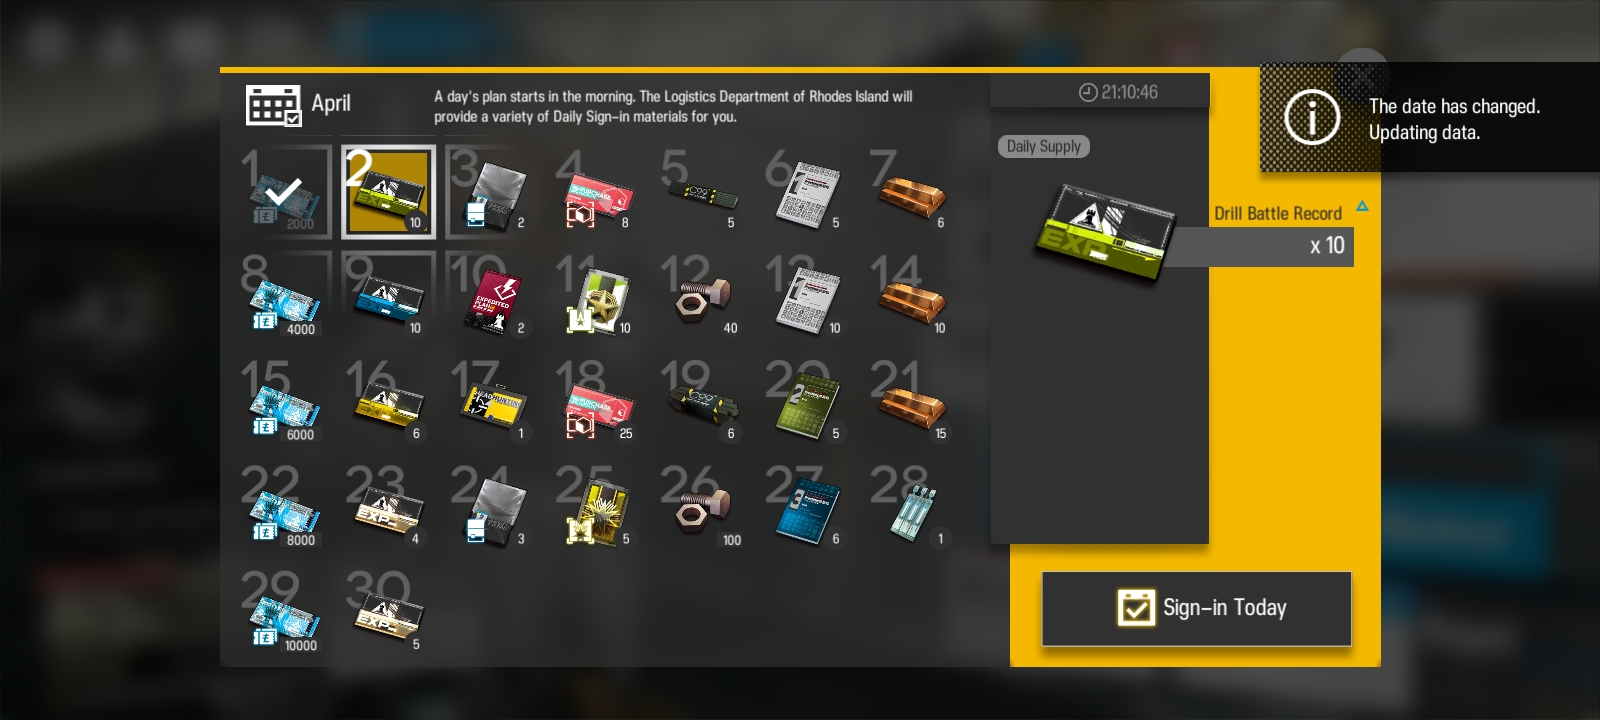 April
A day's plan starts in the morning. The Logistics Department of Rhodes Island will
provide a variety of Daily Sign-in materials for you.
21:10:46
The date has changed.
Updating data.
Daily Supply
Drill Battle Record
x 10
1 2 3 4 5 6 7
2000 10 2 8 5 5 6
8 9 10 11 12 13 14
4000 10 2 10 40 10 10
15 16 17 18 19 20 21
6000 6 1 25 6 5 15
22 23 24 25 26 27 28
8000 4 3 5 100 6 1
29 30
10000 5
Sign-in Today